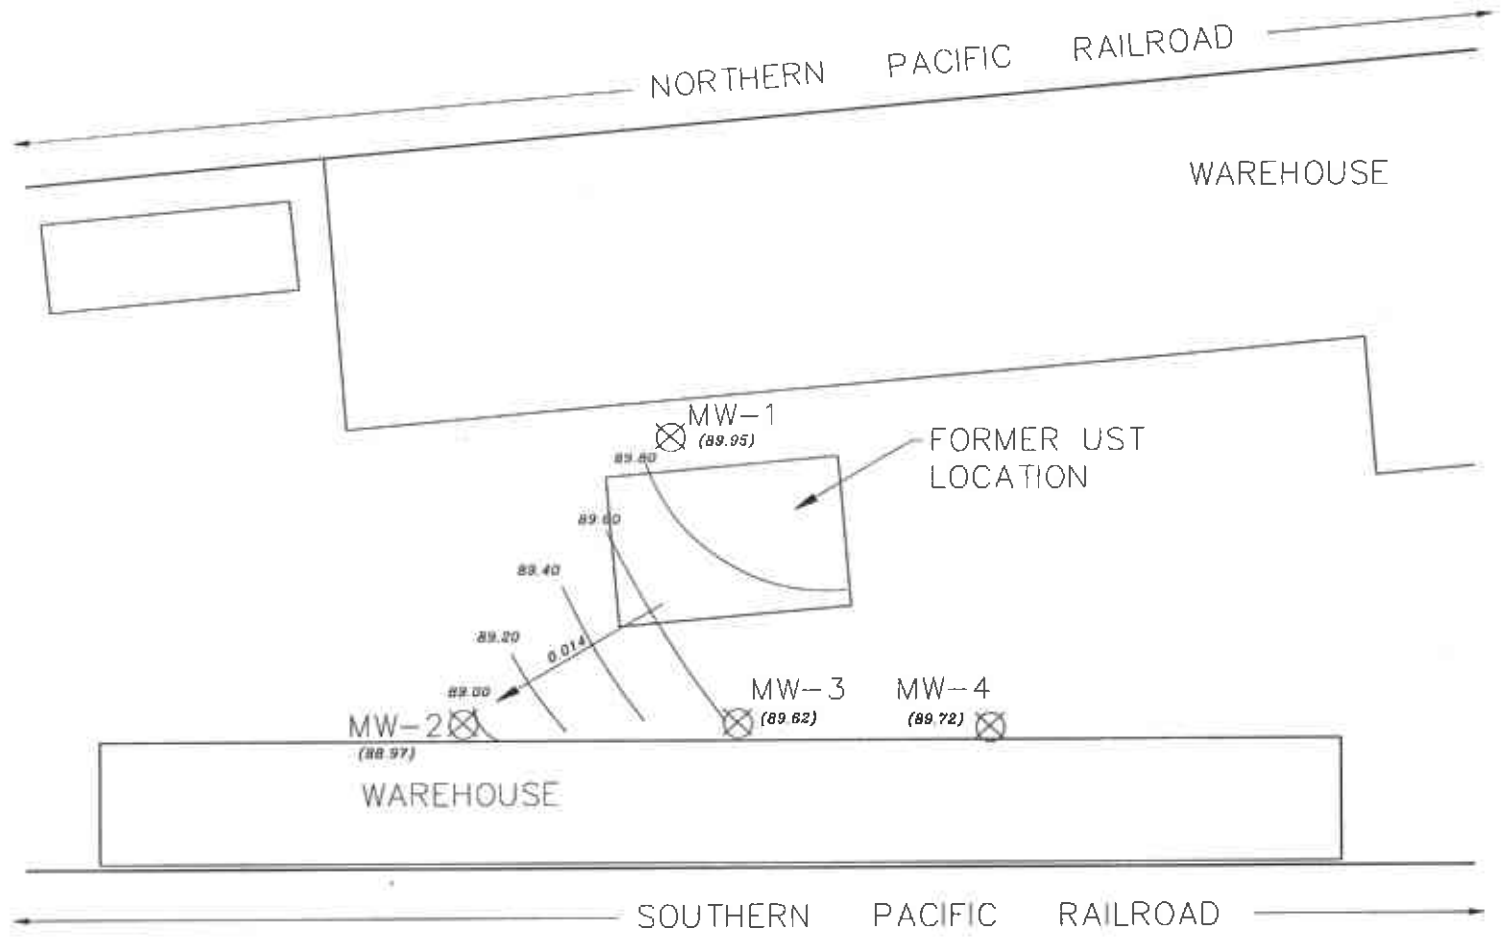 NORTHERN PACIFIC RAILROAD
WAREHOUSE
MW-1
(89.95)
FORMER UST
LOCATION
89.80
89.60
89.40
89.20
0.014
89.00
MW-2
(88.97)
MW-3
(89.62)
MW-4
(89.72)
WAREHOUSE
SOUTHERN PACIFIC RAILROAD